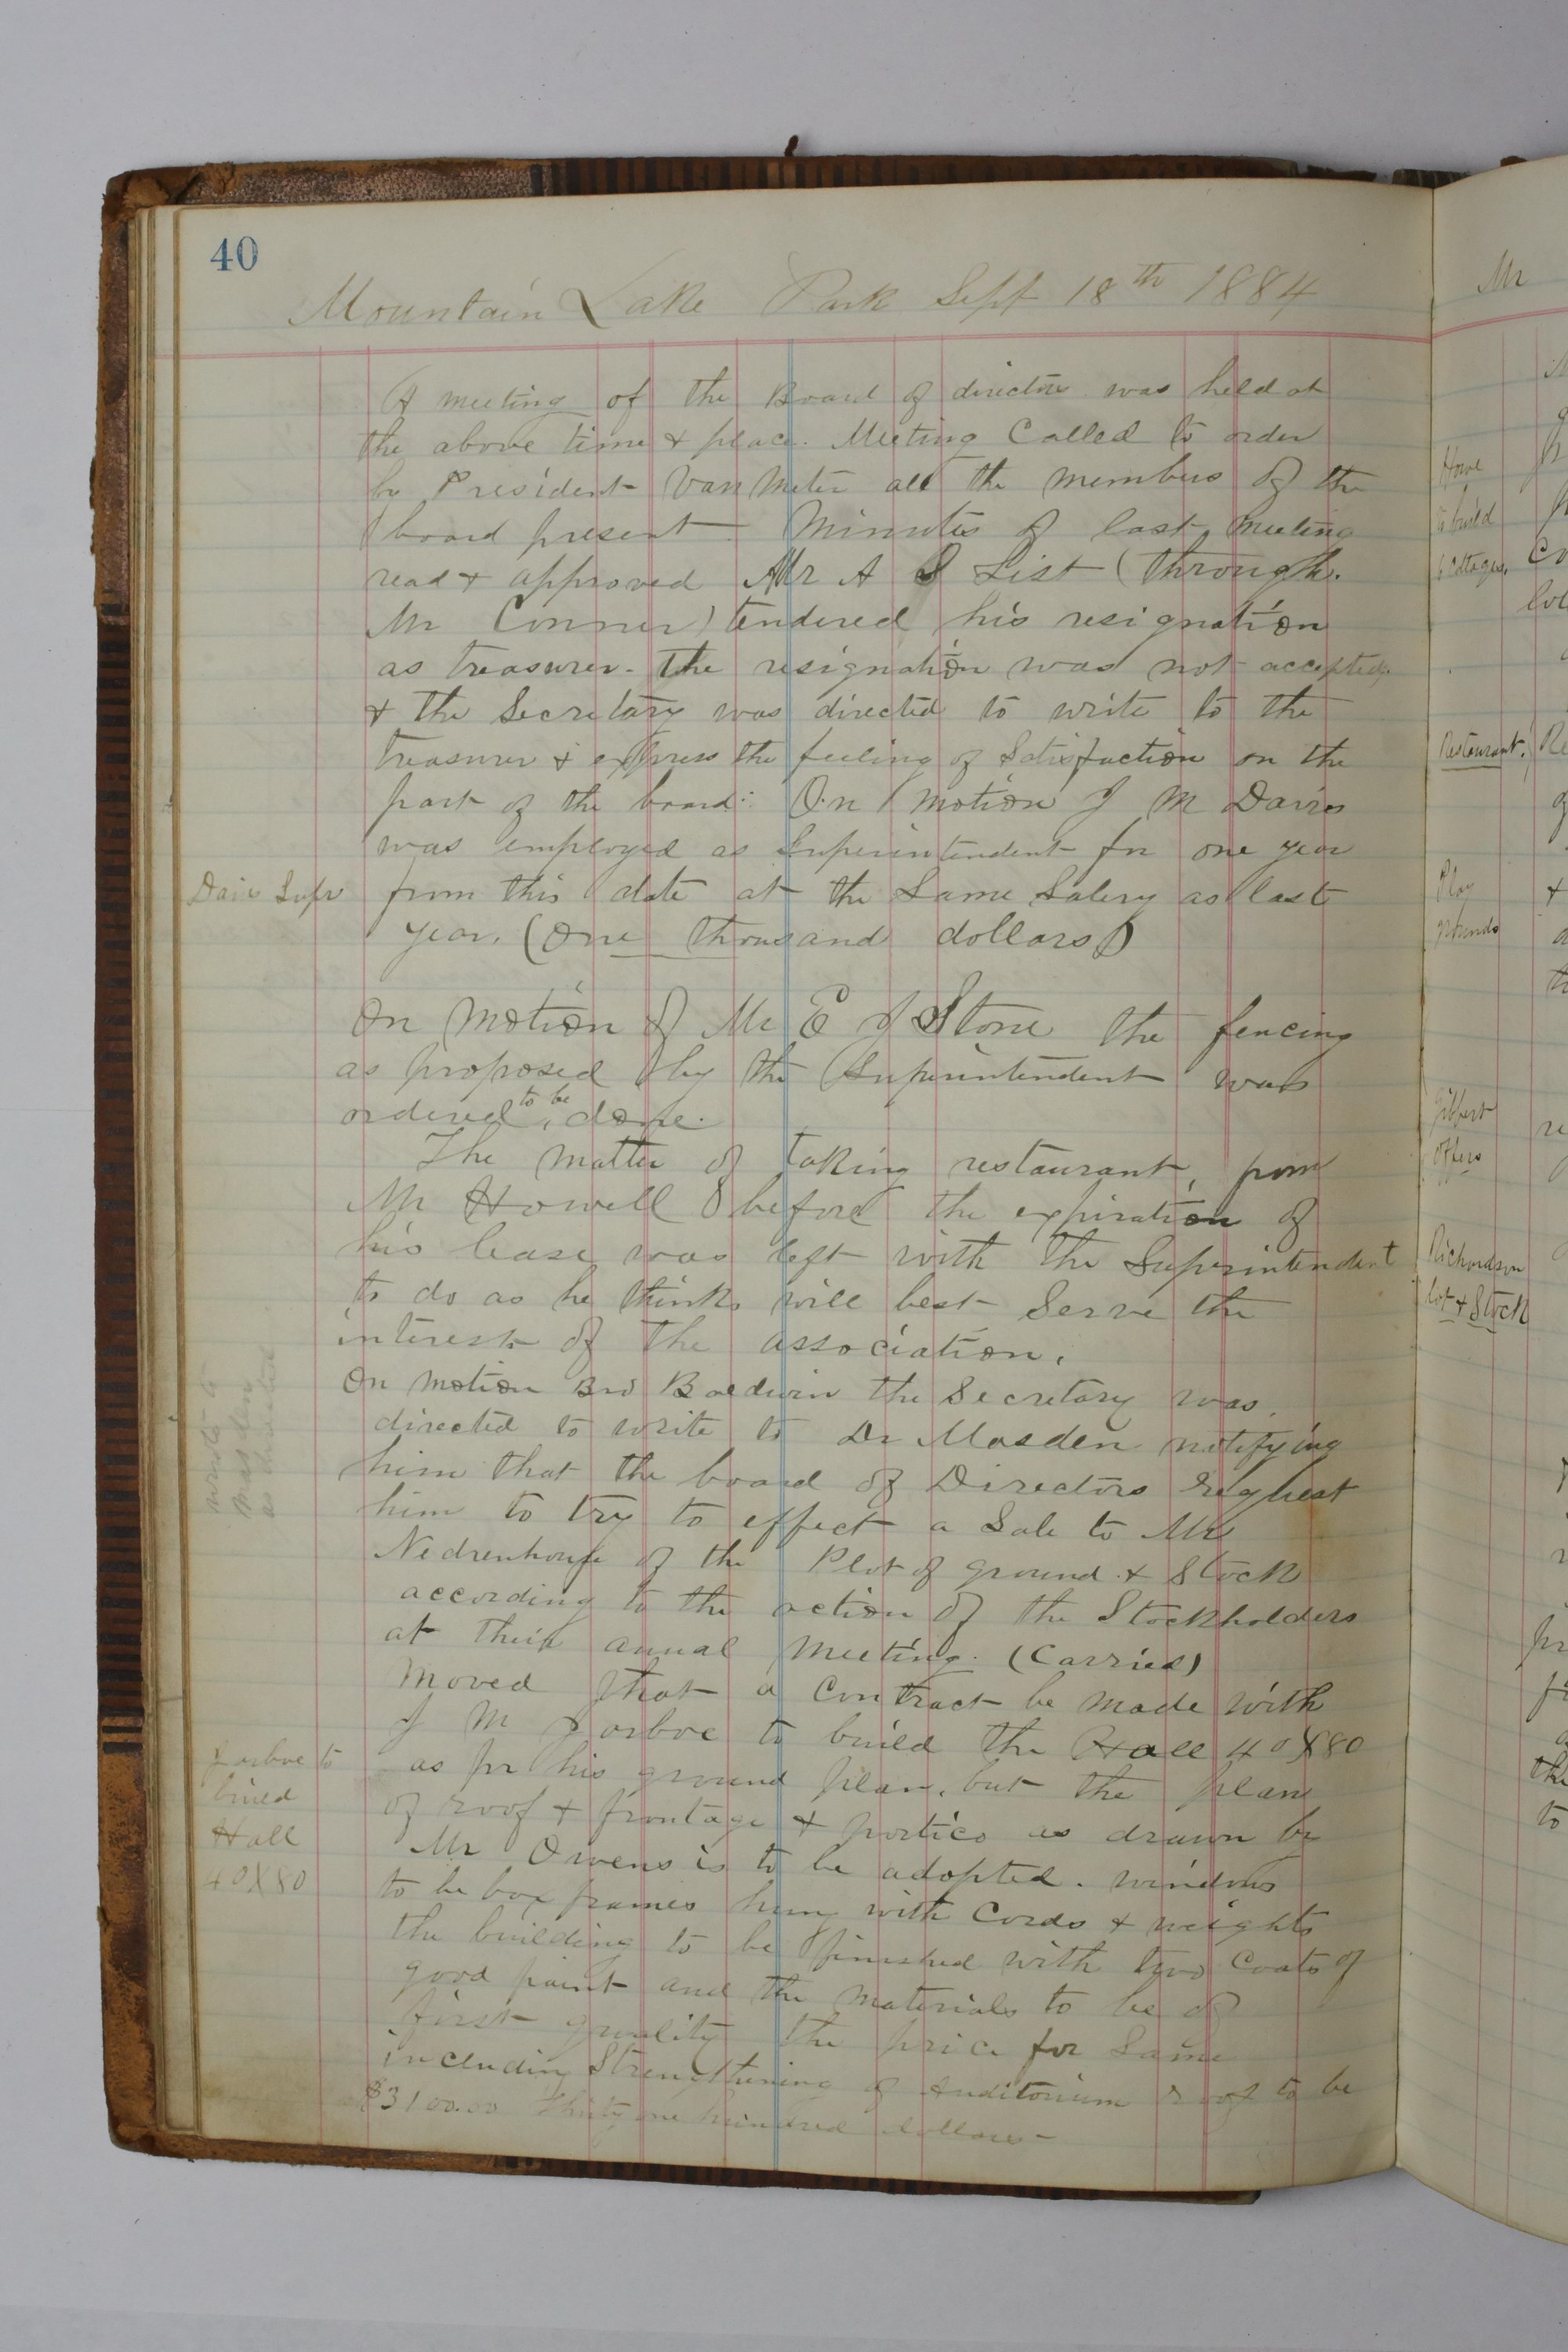 40
Mountain Lake Park Sept 18th 1884
A meeting of the Board of directors was held at
the above time & place. Meeting Called to order
by President Van Meter all the members of the
board present Minutes of last meeting
read & approved Mr A S List (through
Mr Conner) tendered his resignation
as treasurer. The resignation was not accepted,
& the Secretary was directed to write to the
treasurer & express the feeling of Satisfaction on the
part of the board: On motion J M Davis
was employed as Superintendent for one year
Davis Supt
from this date at the Same Salery as last
year. (One thousand dollars)
On motion of Mr E J Stone the fencing
as proposed by the Superintendent was
ordered to be done.
The matter of taking restaurant, from
Mr Howell before the expiration of
his lease was left with the Superintendent
to do as he thinks will best Serve the
interest of the association.
On motion Bro Baldwin the Secretary was
directed to write to Dr Masden notifying
him that the board of Directors request
him to try to effect a Sale to Mr
of the Plot of ground & Stock
according to the action of the Stockholders
at their annual Meeting. (Carried)
wrote to
Masden
as directed
Moved that a Contract be made with
J M Jarboe to build the Hall 40X80
as pr his ground plan, but the plan
of roof & frontage & portico as drawn by
Mr Owens is to be adopted. windows
to be box frames hung with Cords & weights
the building to be finished with two Coats of
good paint and the Materials to be of
first quality the price for Same
including Strengthening of Auditorium roof to be
$3100.00 Thirty one hundred dollars
Jarboe to
build
Hall
40X80
Mr
to build
cottages.
Restaurant.
Play
grounds
offers
Richardson
lot & Stock